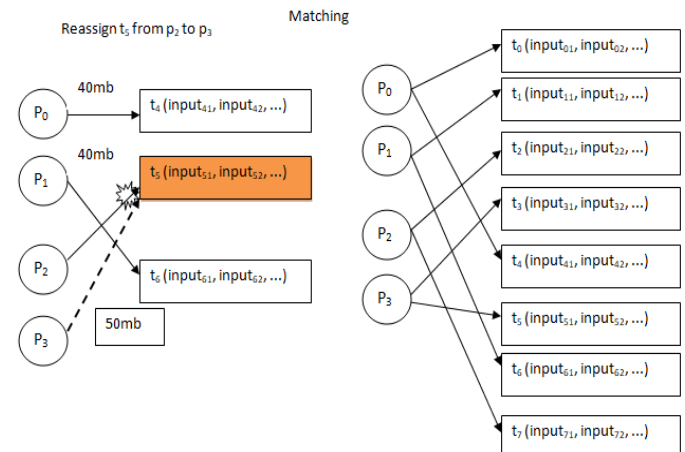 Matching
Reassign t₅ from p₂ to p₃
40mb
P₀
t₄ (input₄₁, input₄₂, ...)
40mb
P₁
t₅ (input₅₁, input₅₂, ...)
P₂
t₆ (input₆₁, input₆₂, ...)
P₃
50mb
P₀
P₁
P₂
P₃
t₀ (input₀₁, input₀₂, ...)
t₁ (input₁₁, input₁₂, ...)
t₂ (input₂₁, input₂₂, ...)
t₃ (input₃₁, input₃₂, ...)
t₄ (input₄₁, input₄₂, ...)
t₅ (input₅₁, input₅₂, ...)
t₆ (input₆₁, input₆₂, ...)
t₇ (input₇₁, input₇₂, ...)